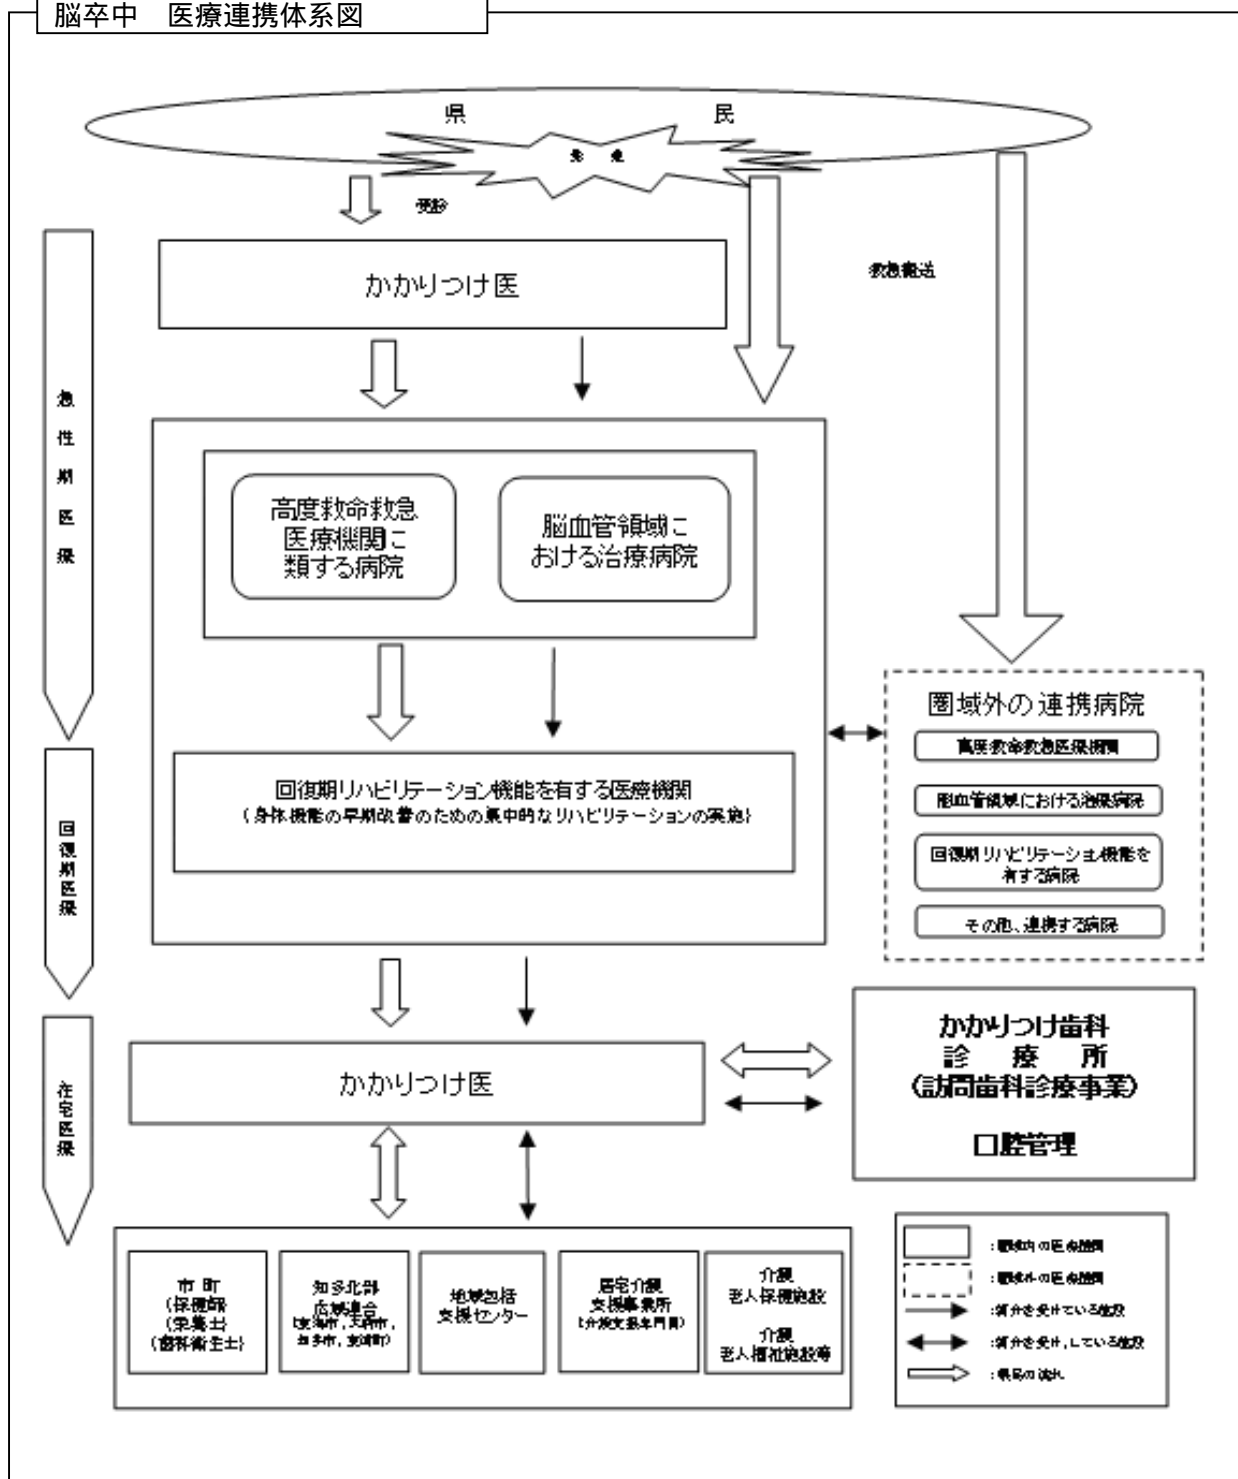 脳卒中　医療連携体系図
県　民
発　症
受診
救急搬送
かかりつけ医
急性期医療
高度救命救急
医療機関に
類する病院
脳血管領域に
おける治療病院
回復期リハビリテーション機能を有する医療機関
(身体機能の早期改善のための集中的なリハビリテーションの実施)
圏域外の連携病院
高度救命救急医療機関
脳血管領域における治療病院
回復期リハビリテーション機能を
有する病院
その他、連携する病院
回復期医療
かかりつけ医
かかりつけ歯科
診　療　所
(訪問歯科診療事業)
口腔管理
在宅医療
市町
(保健師)
(栄養士)
(歯科衛生士)
知多北部
広域連合
(東海市、大府市、
知多市、東浦町)
地域包括
支援センター
居宅介護
支援事業所
(介護支援専門員)
介護
老人保健施設
介護
老人福祉施設等
:圏域内の医療機関
:圏域外の医療機関
:紹介を受けている施設
:紹介を受け,している施設
:県民の流れ